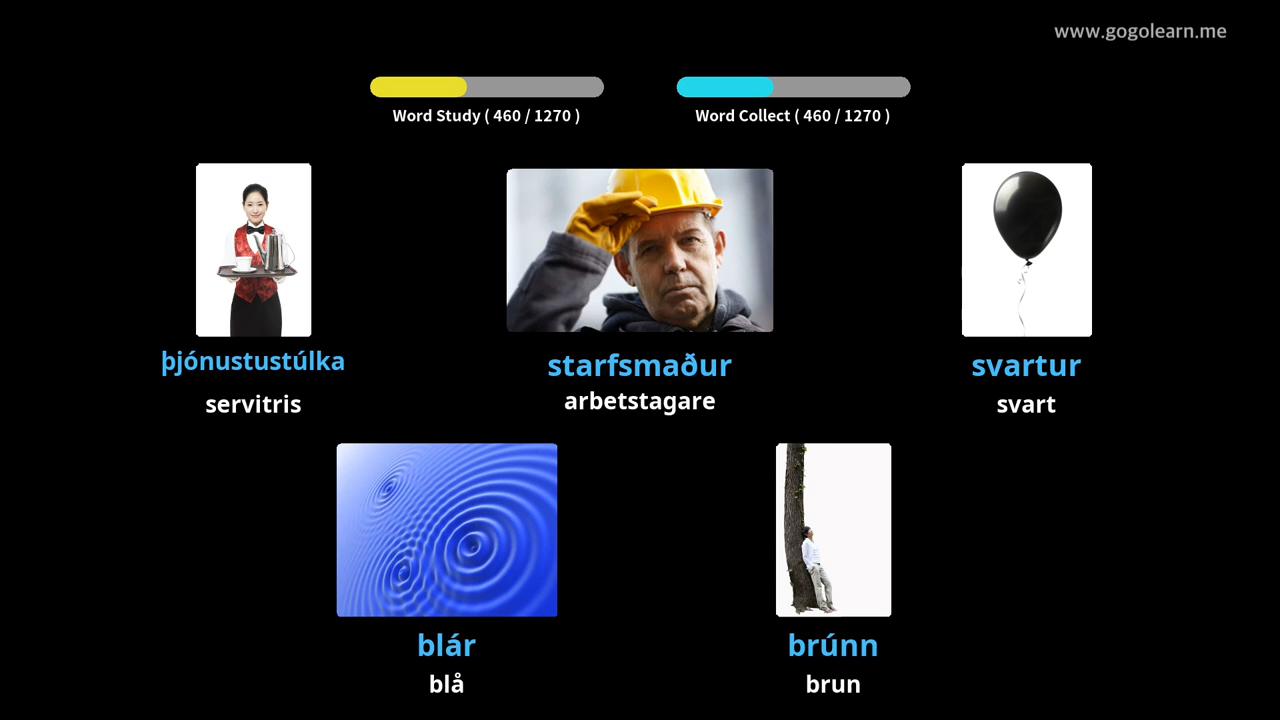 www.gogolearn.me
Word Study ( 460 / 1270 )
Word Collect ( 460 / 1270 )
þjónustustúlka
servitris
starfsmaður
arbetstagare
svartur
svart
blár
blå
brúnn
brun